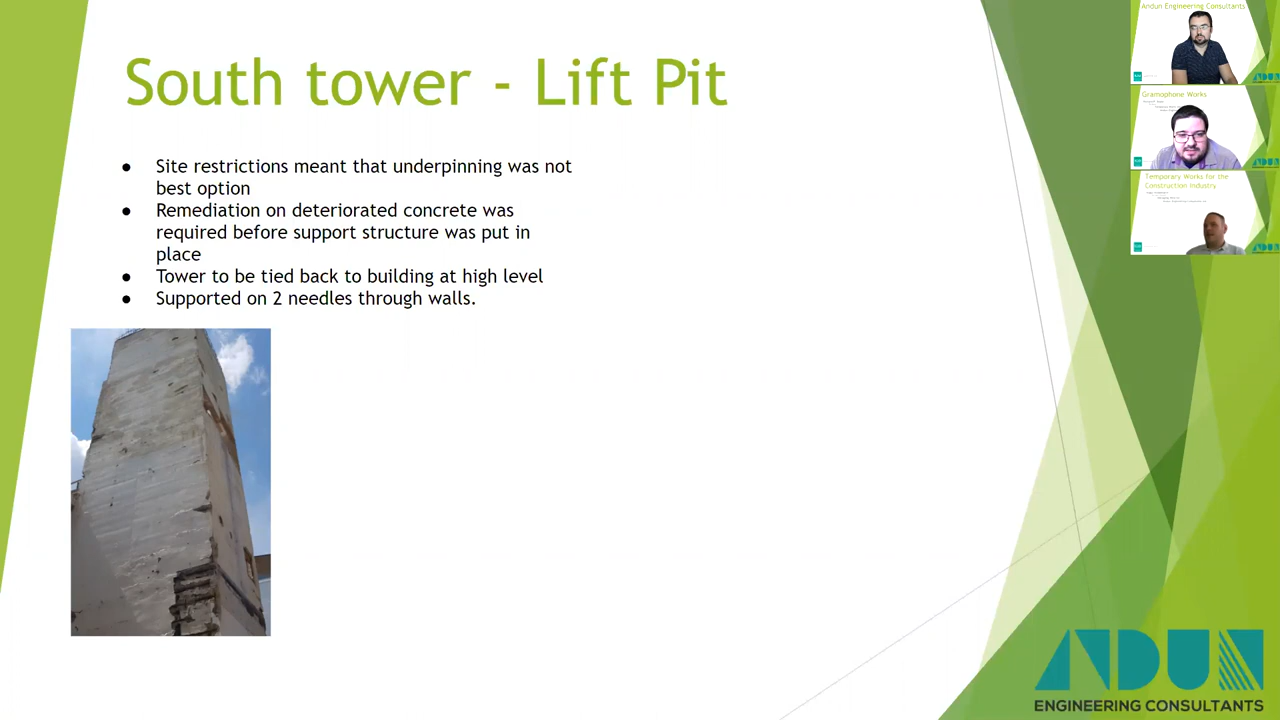 South tower - Lift Pit
● Site restrictions meant that underpinning was not
best option
● Remediation on deteriorated concrete was
required before support structure was put in
place
● Tower to be tied back to building at high level
● Supported on 2 needles through walls.
Andun Engineering Consultants
Gramophone Works
Temporary Works for the
Construction Industry
ANDUN
ENGINEERING CONSULTANTS